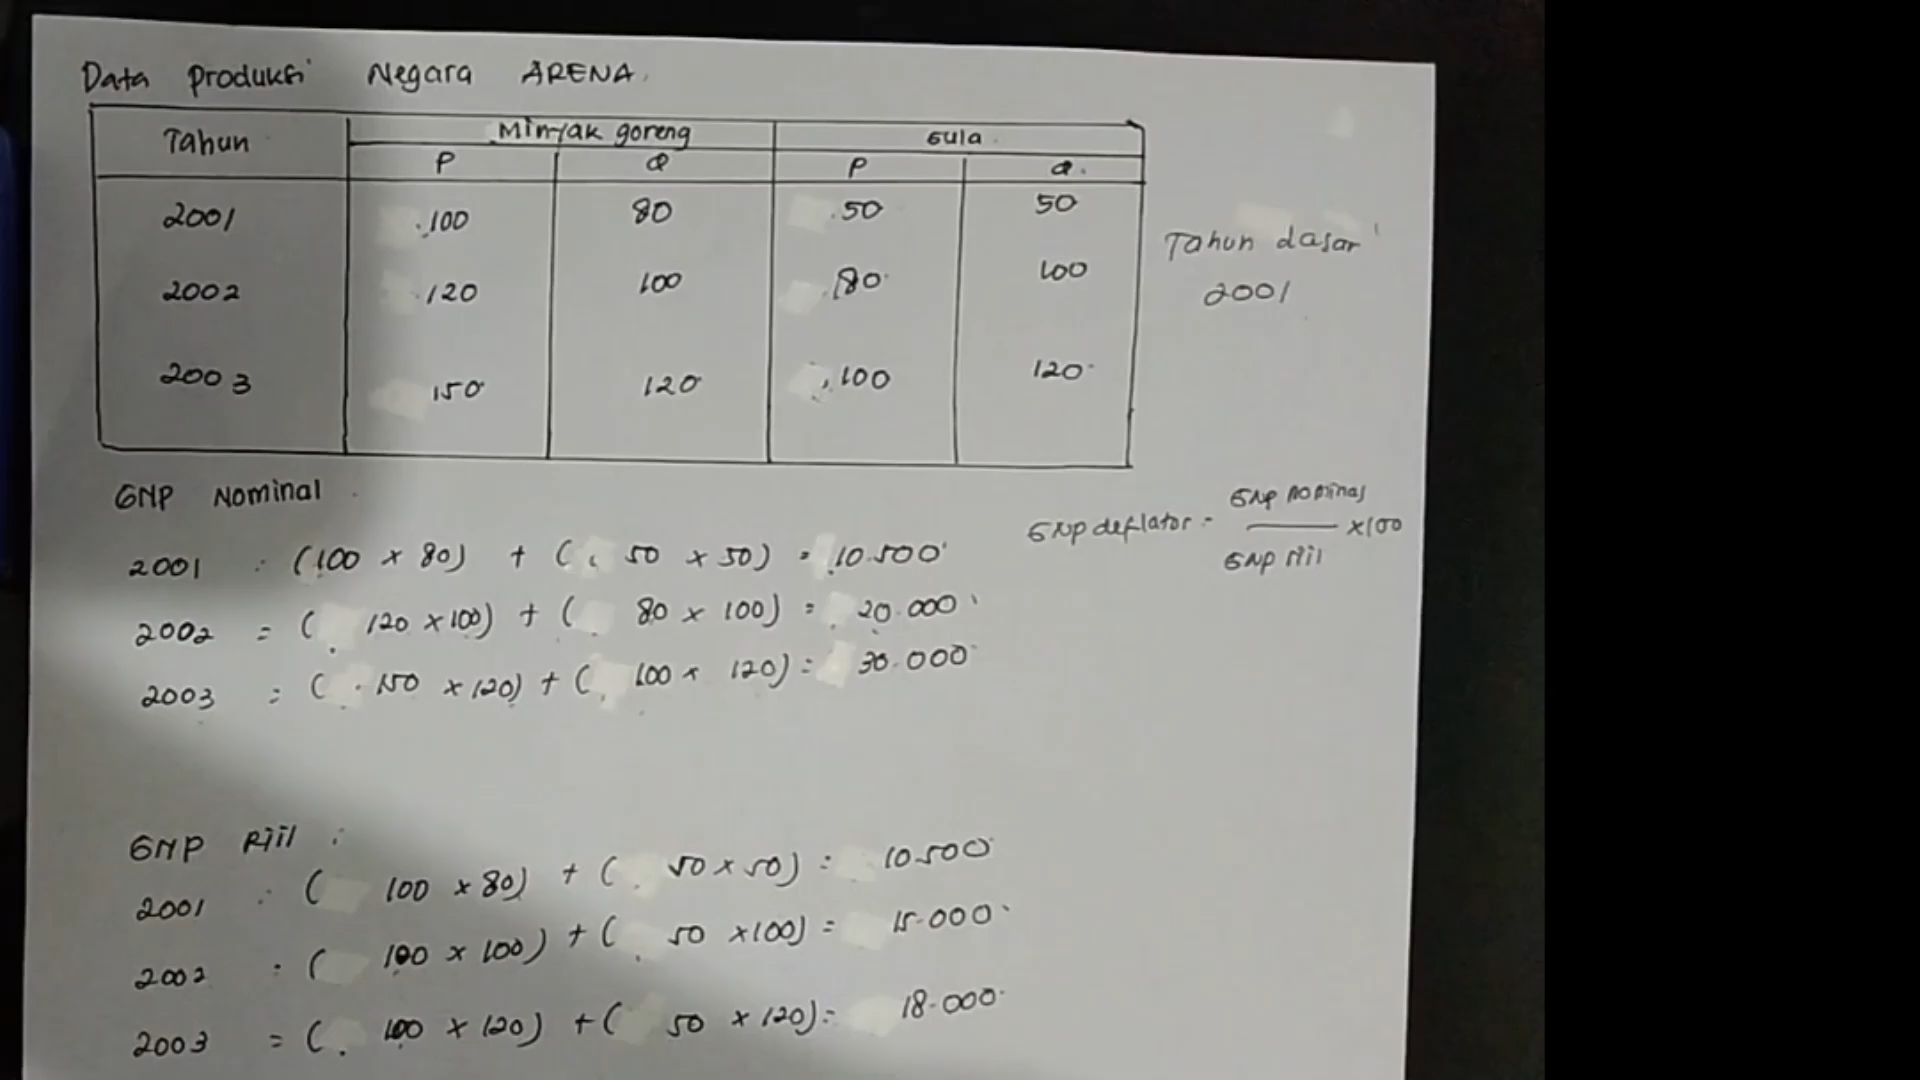 Data Produksi Negara ARENA.
Tahun Minyak goreng Gula
P Q P Q.
2001 100 80 50 50
2002 120 100 80 100
2003 150 120 100 120
Tahun dasar
2001
GNP Nominal
2001 : (100 x 80) + ( 50 x 50) = 10.500
2002 = ( 120 x 100) + ( 80 x 100) = 20.000
2003 = ( 150 x 120) + ( 100 x 120) = 30.000
GNP deflator = GNP nominal x100
GNP riil
GNP Riil :
2001 : ( 100 x 80) + ( 50 x 50) = 10.500
2002 : ( 100 x 100) + ( 50 x 100) = 15.000
2003 = ( 100 x 120) + ( 50 x 120) = 18.000